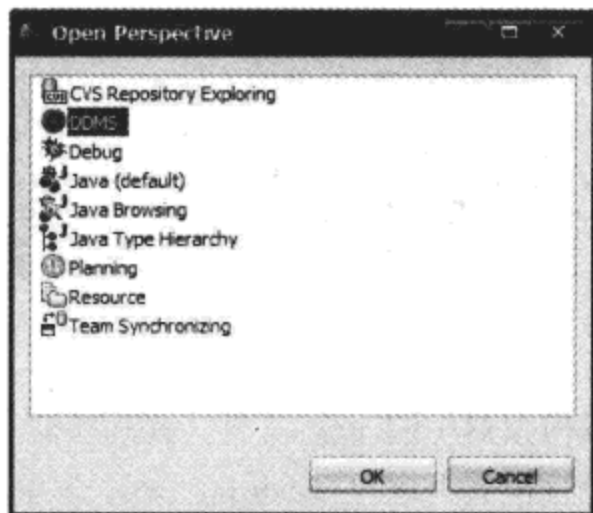 Open Perspective
CVS Repository Exploring
DDMS
Debug
Java (default)
Java Browsing
Java Type Hierarchy
Planning
Resource
Team Synchronizing
OK Cancel